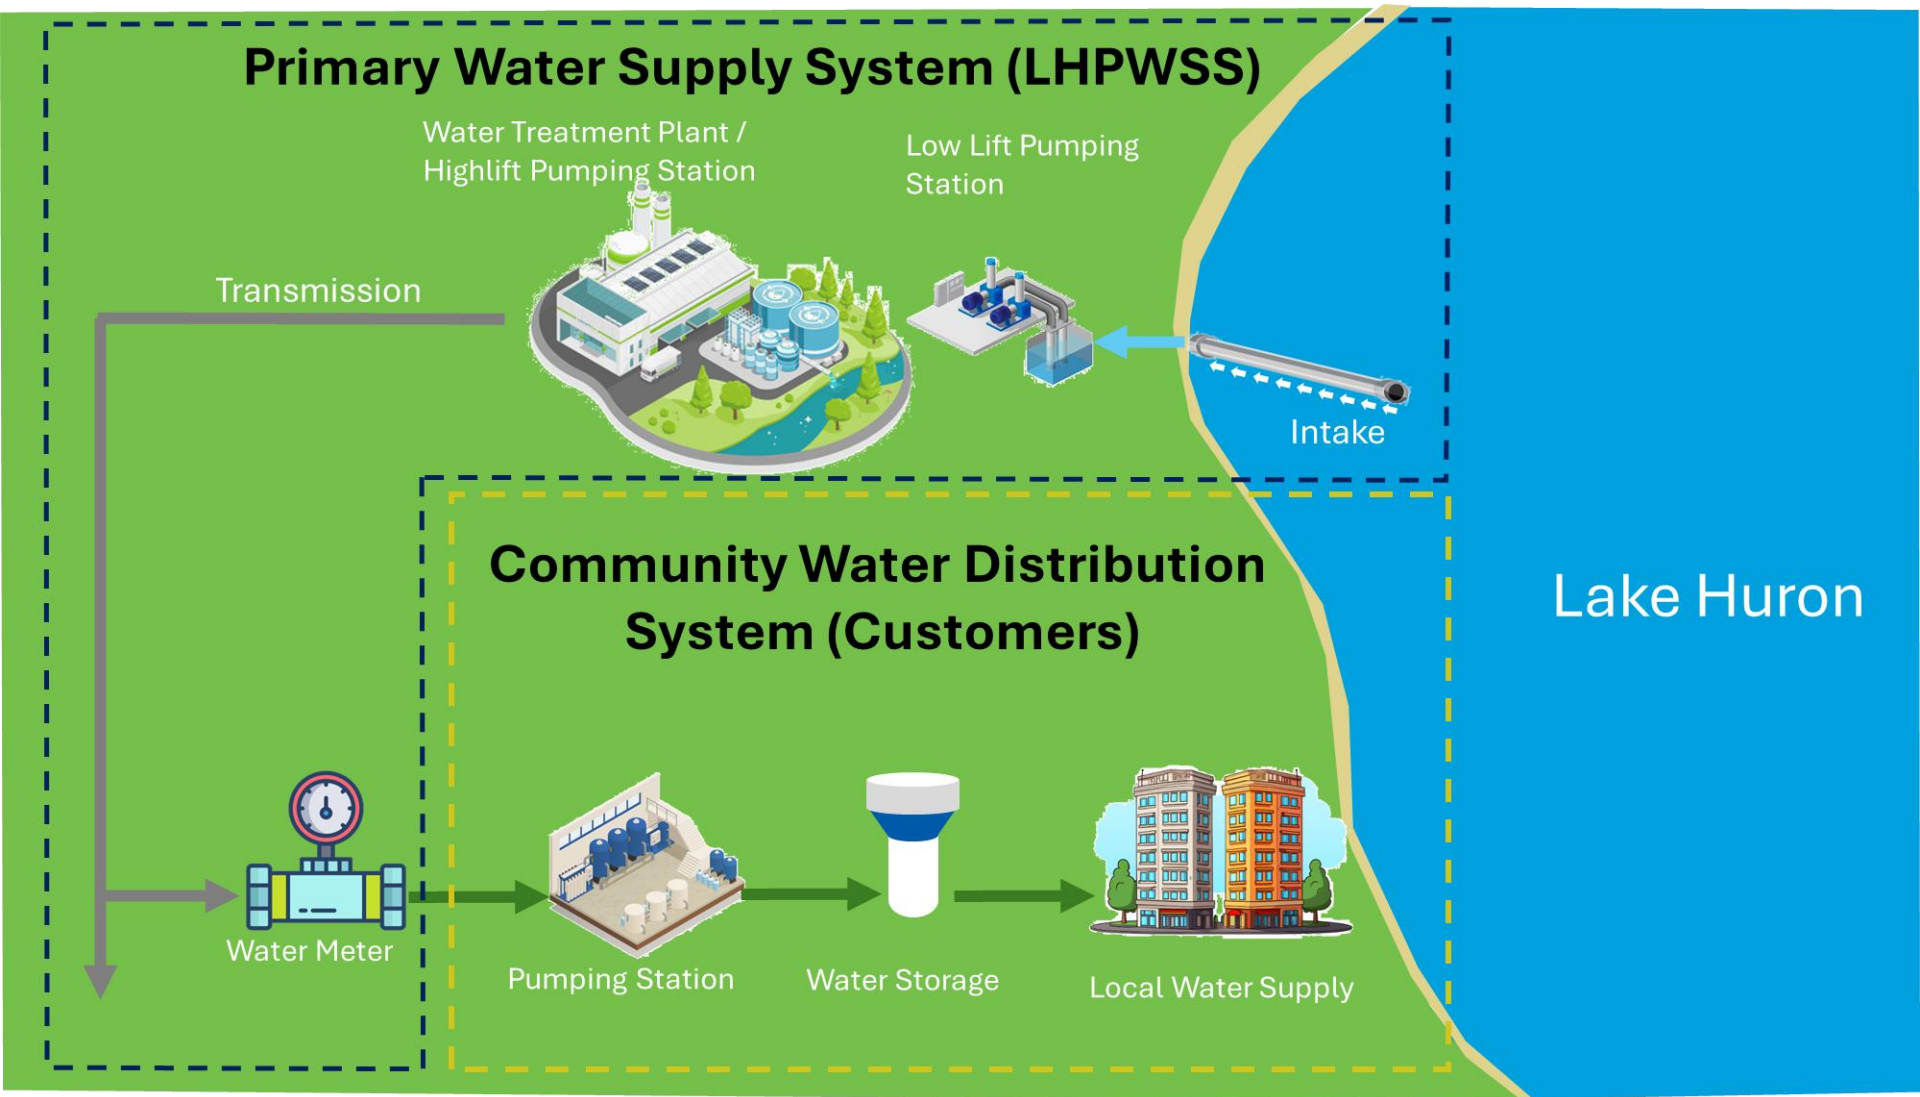 Primary Water Supply System (LHPWSS)
Water Treatment Plant /
Highlift Pumping Station
Low Lift Pumping
Station
Transmission
Intake
Community Water Distribution
System (Customers)
Lake Huron
Water Meter
Pumping Station
Water Storage
Local Water Supply